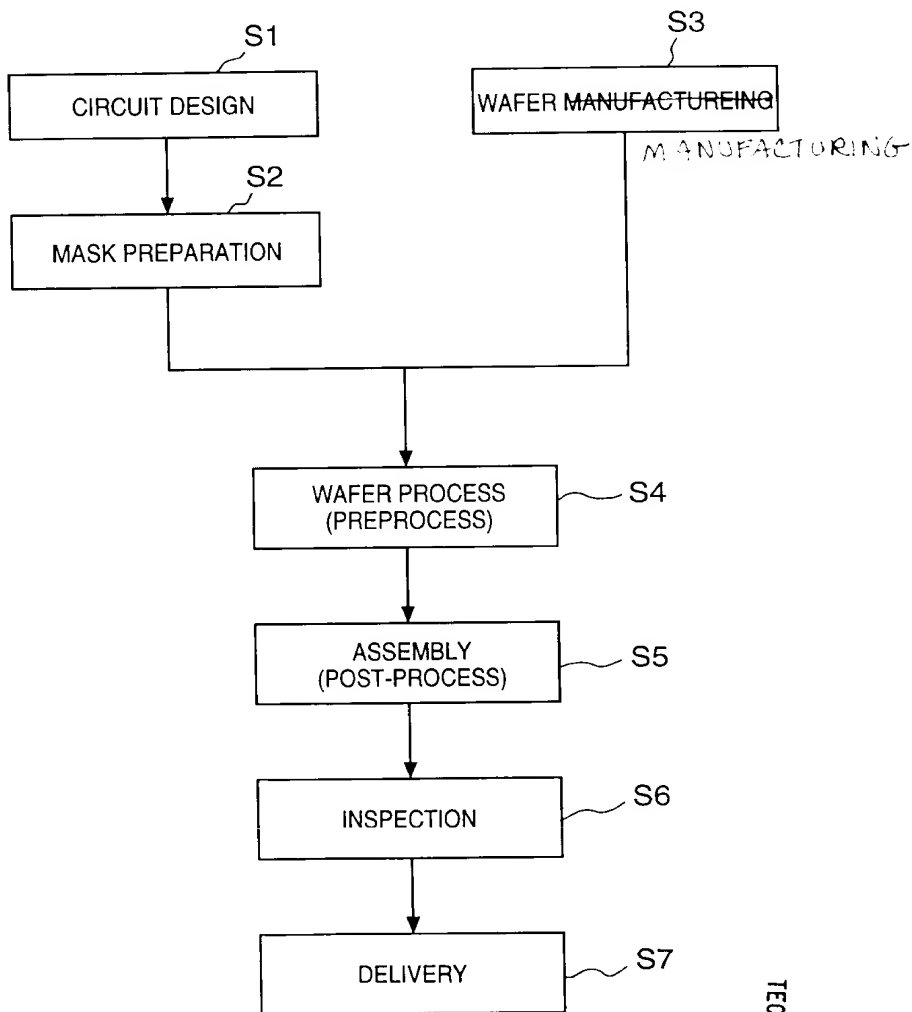 S1
CIRCUIT DESIGN
S3
WAFER MANUFACTUREING
MANUFACTURING
S2
MASK PREPARATION
WAFER PROCESS
(PREPROCESS)
S4
ASSEMBLY
(POST-PROCESS)
S5
INSPECTION
S6
DELIVERY
S7
TEC